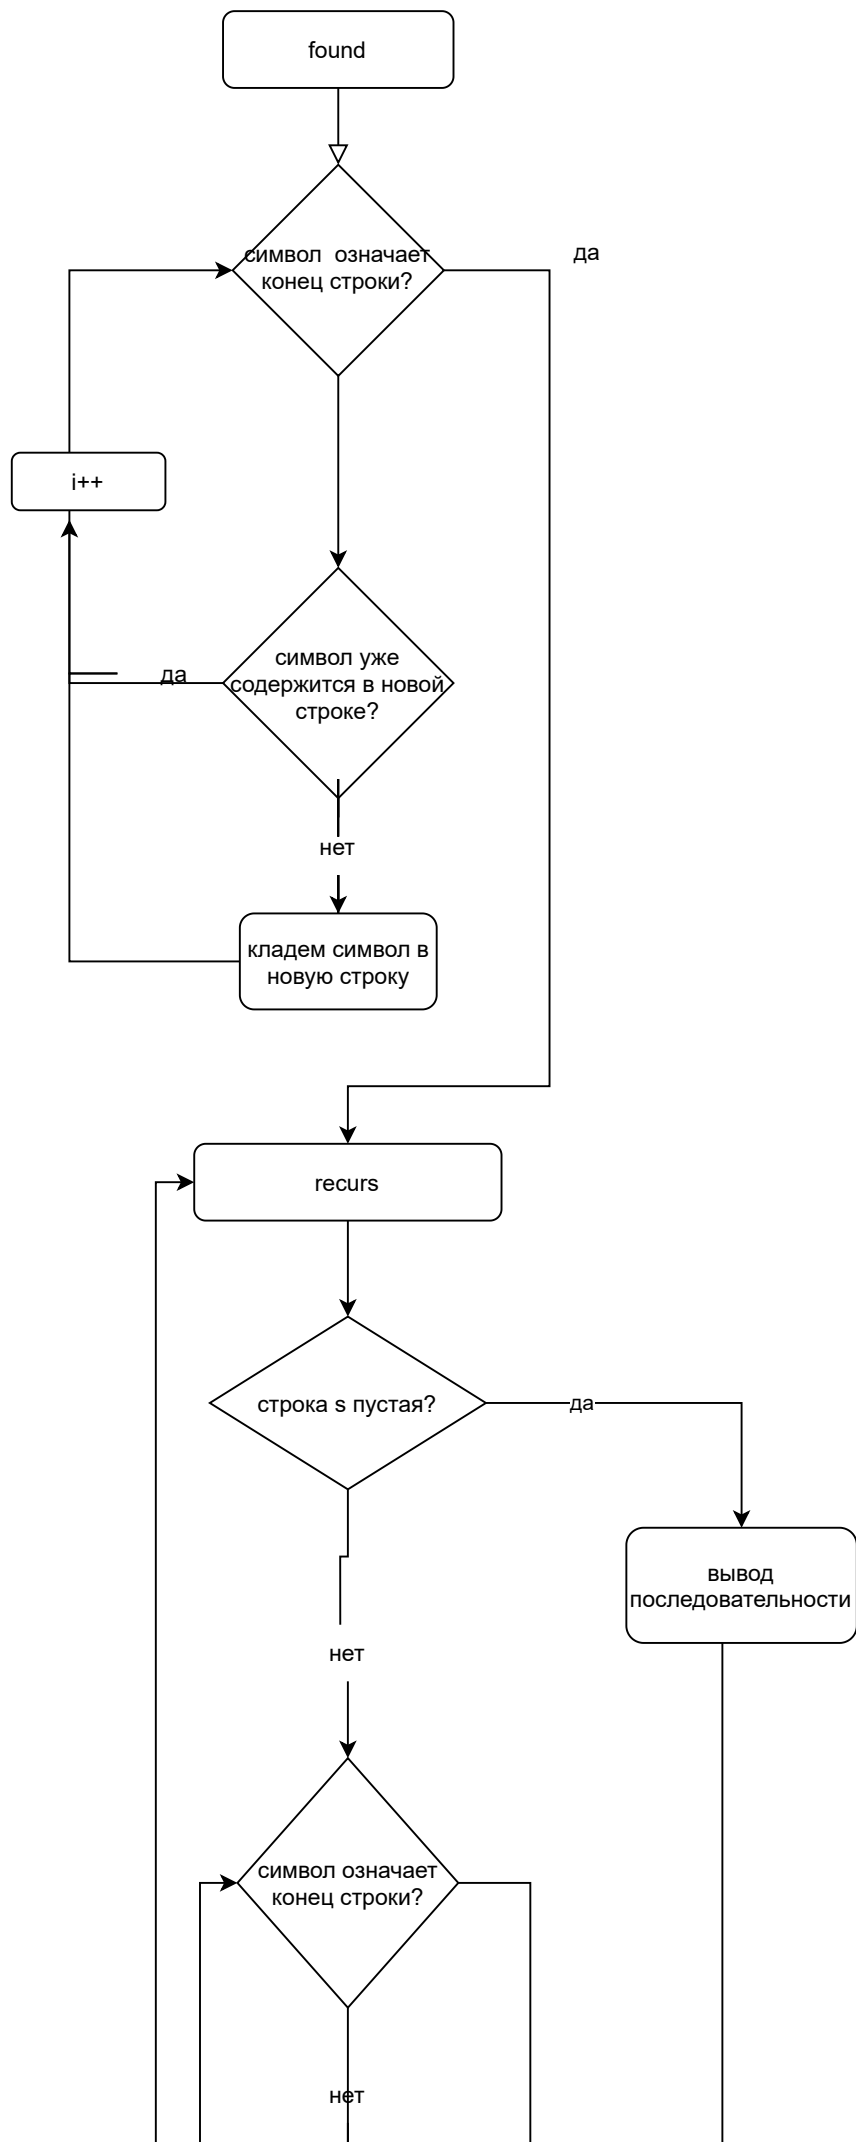 found
символ  означает
конец строки?
да
i++
символ уже
содержится в новой
строке?
да
нет
кладем символ в
новую строку
recurs
строка s пустая?
да
вывод
последовательности
нет
символ означает
конец строки?
нет